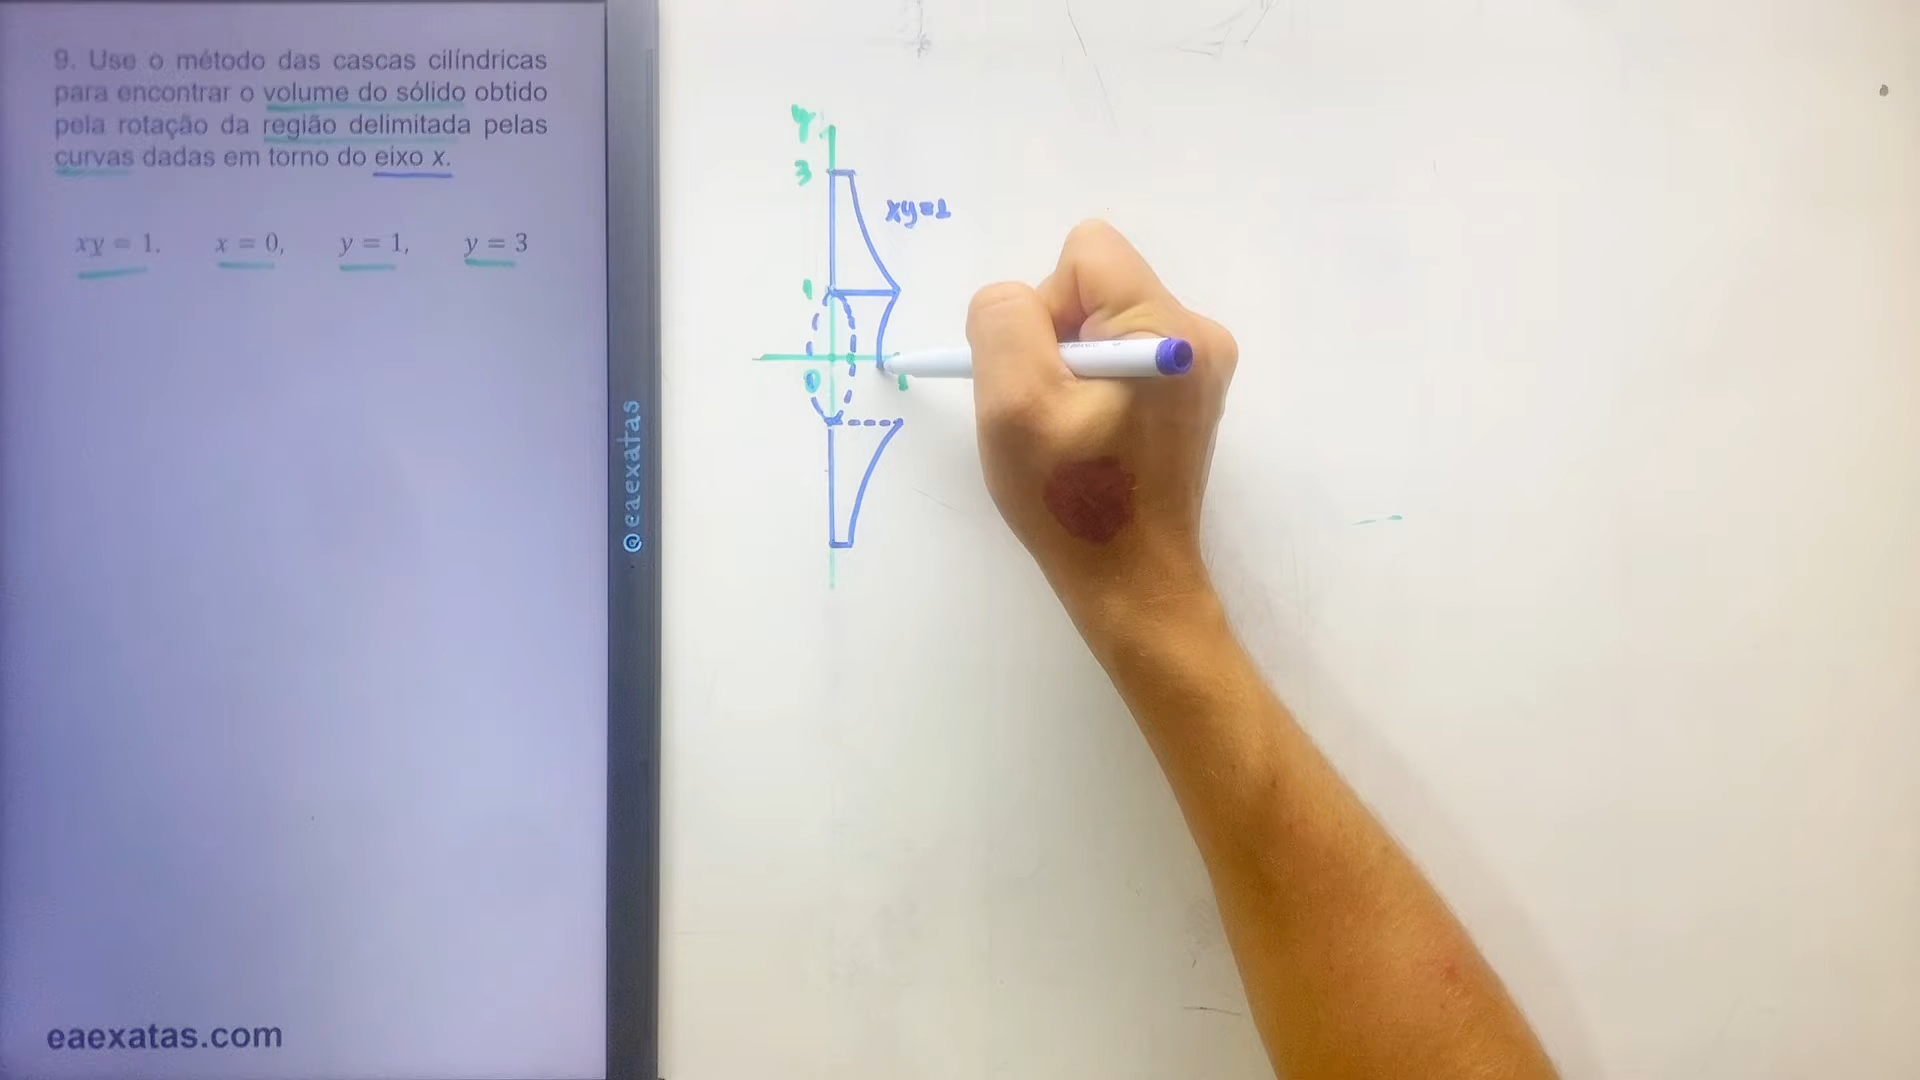 9. Use o método das cascas cilíndricas
para encontrar o volume do sólido obtido
pela rotação da região delimitada pelas
curvas dadas em torno do eixo x.
xy = 1. x = 0, y = 1, y = 3
eaexatas.com
@eaexatas
y
3
xy=1
1
0
1